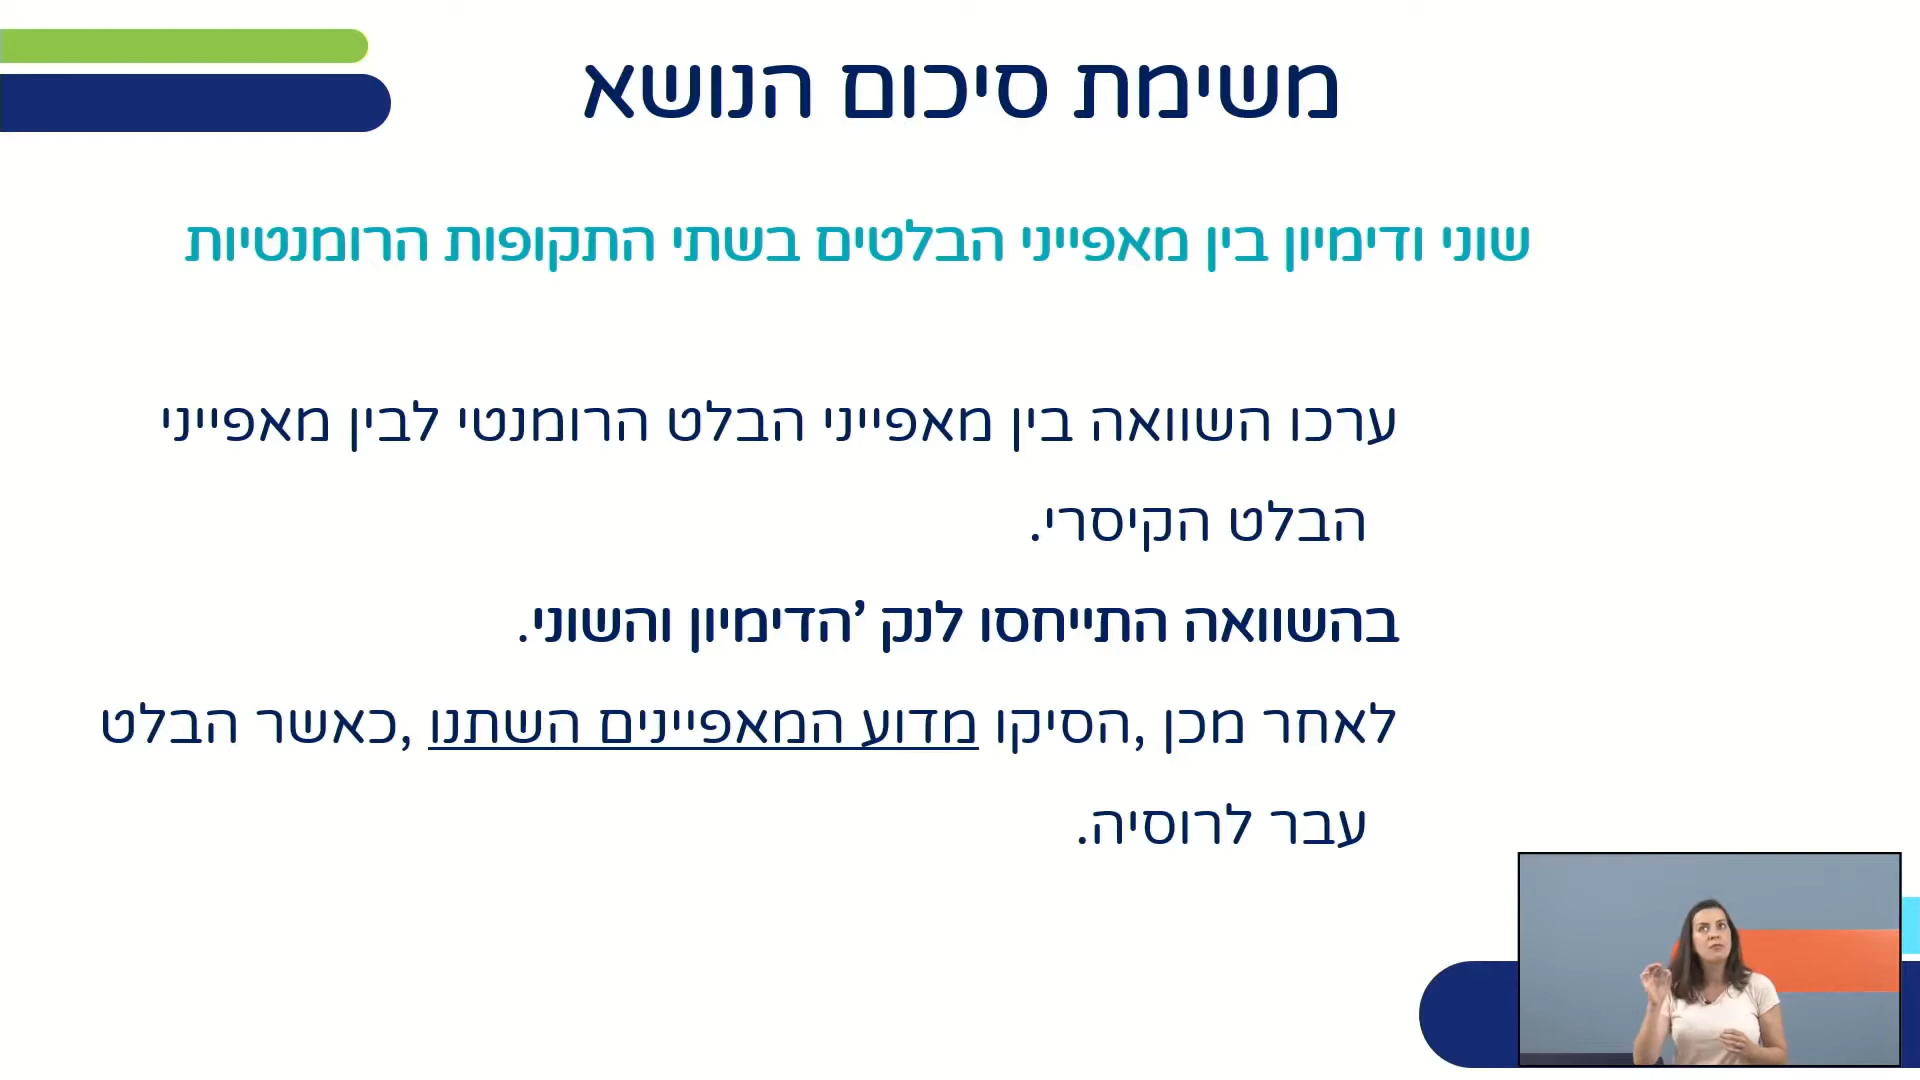 משימת סיכום הנושא
שוני ודימיון בין מאפייני הבלטים בשתי התקופות הרומנטיות
ערכו השוואה בין מאפייני הבלט הרומנטי לבין מאפייני
הבלט הקיסרי.
בהשוואה התייחסו לנק 'הדימיון והשוני.
לאחר מכן ,הסיקו מדוע המאפיינים השתנו ,כאשר הבלט
עבר לרוסיה.